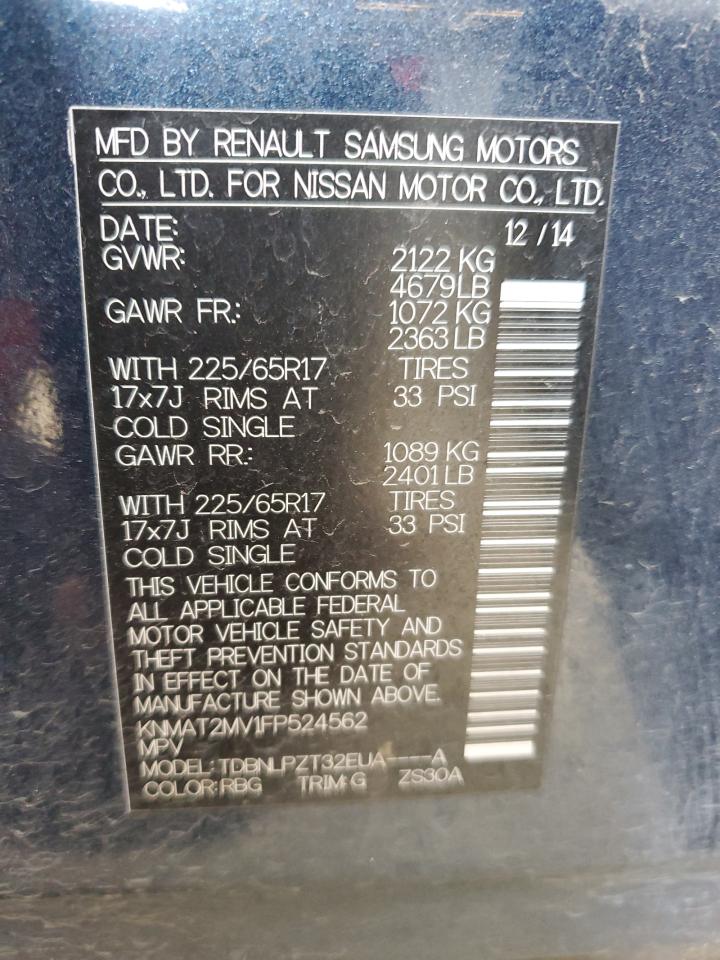 MFD BY RENAULT SAMSUNG MOTORS
CO., LTD. FOR NISSAN MOTOR CO., LTD.
DATE: 12 / 14
GVWR: 2122 KG
4679 LB
GAWR FR.: 1072 KG
2363 LB
WITH 225/65R17 TIRES
17x7J RIMS AT 33 PSI
COLD SINGLE
GAWR RR.: 1089 KG
2401 LB
WITH 225/65R17 TIRES
17x7J RIMS AT 33 PSI
COLD SINGLE
THIS VEHICLE CONFORMS TO
ALL APPLICABLE FEDERAL
MOTOR VEHICLE SAFETY AND
THEFT PREVENTION STANDARDS
IN EFFECT ON THE DATE OF
MANUFACTURE SHOWN ABOVE.
KNMAT2MV1FP524562
MPV
MODEL: TDBNLPZT32EUA----A
COLOR: RBG TRIM: G ZS30A